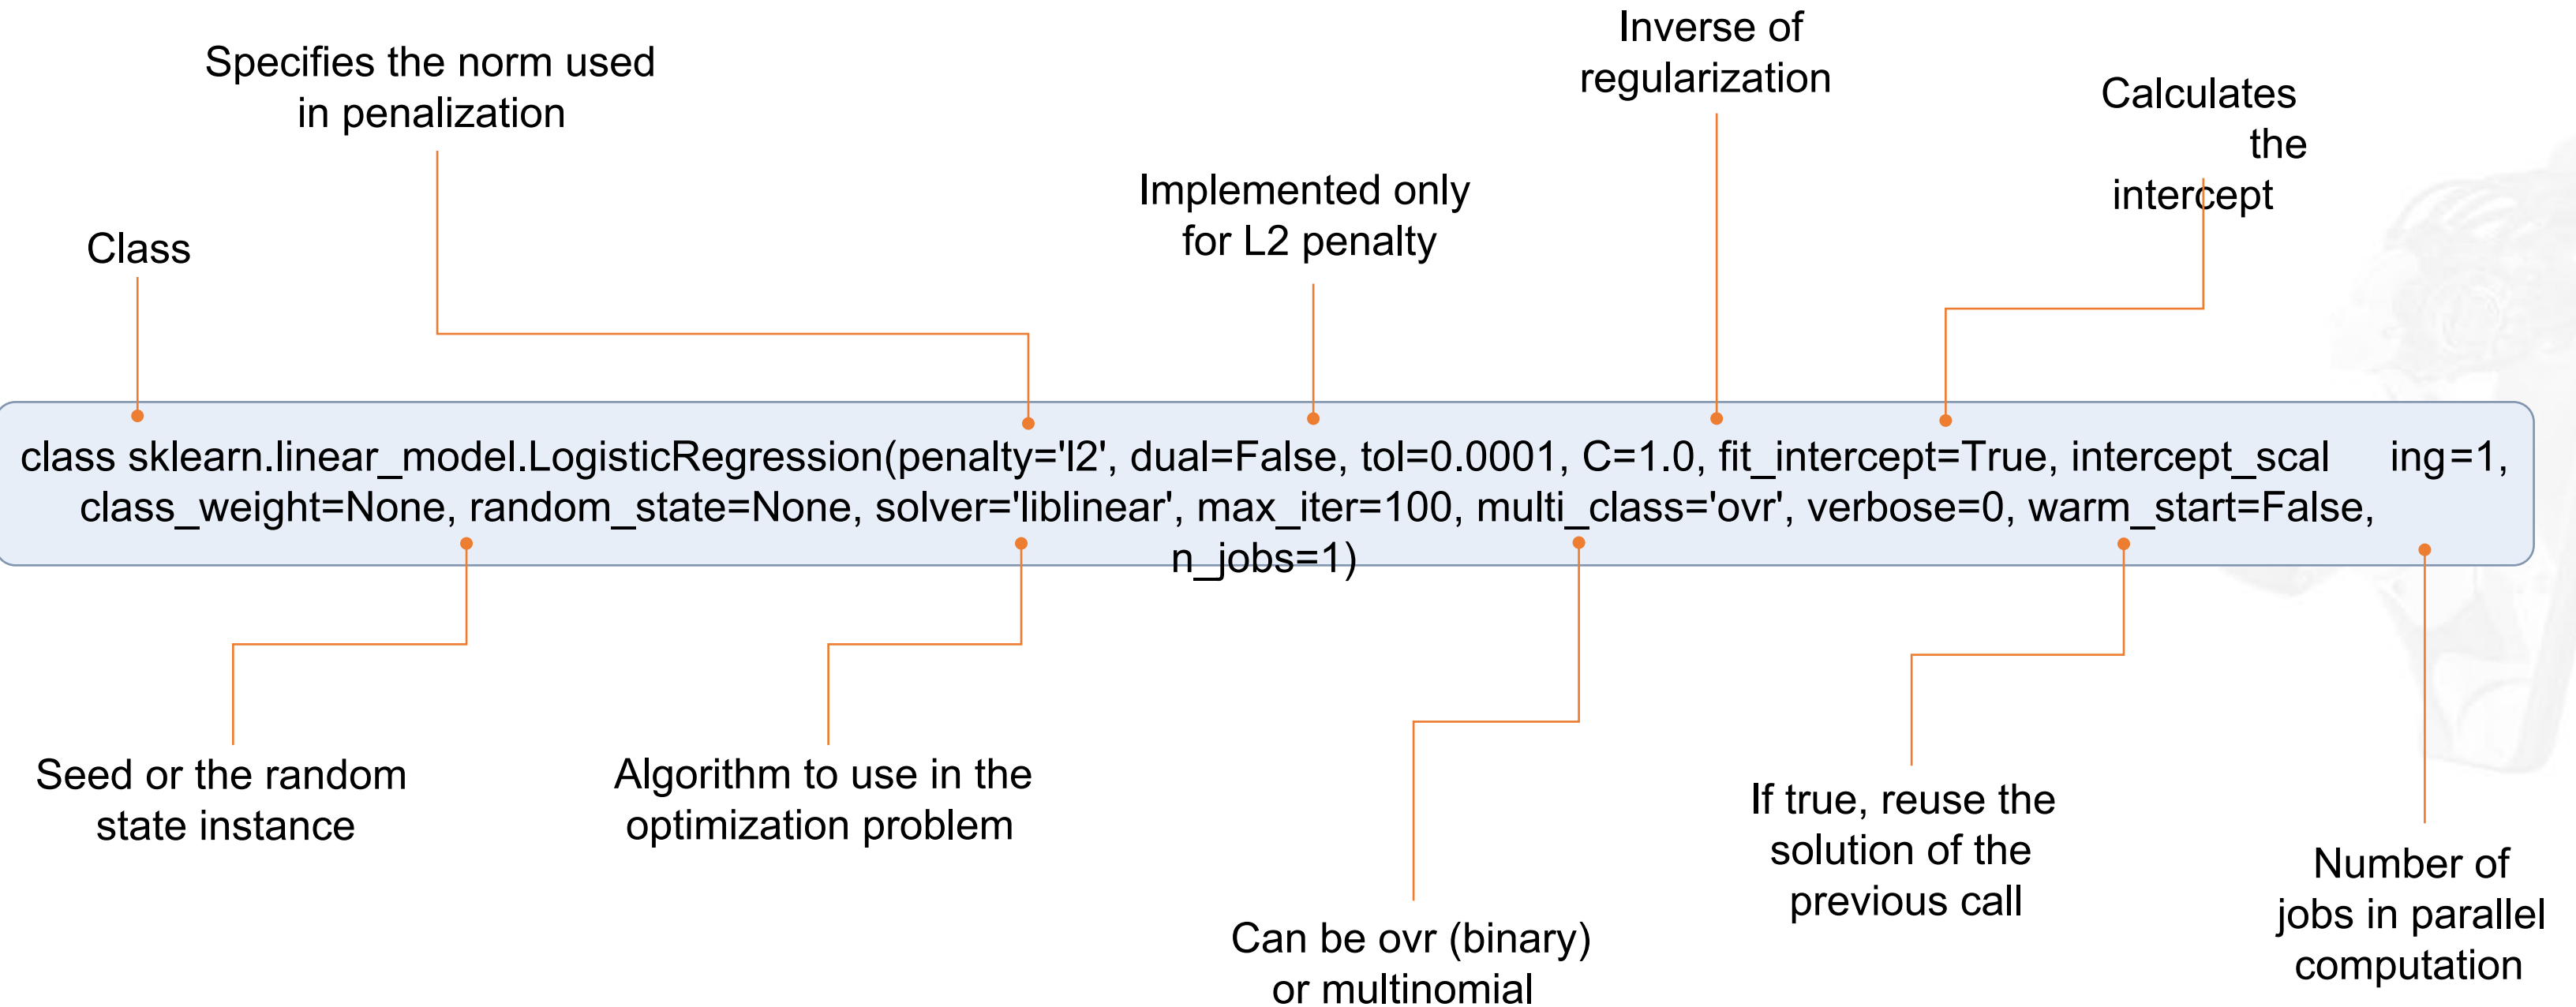 Specifies the norm used
in penalization
Inverse of
regularization
Calculates
the
intercept
Implemented only
for L2 penalty
Class
class sklearn.linear_model.LogisticRegression(penalty='l2', dual=False, tol=0.0001, C=1.0, fit_intercept=True, intercept_scal ing=1,
class_weight=None, random_state=None, solver='liblinear', max_iter=100, multi_class='ovr', verbose=0, warm_start=False,
n_jobs=1)
Seed or the random
state instance
Algorithm to use in the
optimization problem
Can be ovr (binary)
or multinomial
If true, reuse the
solution of the
previous call
Number of
jobs in parallel
computation